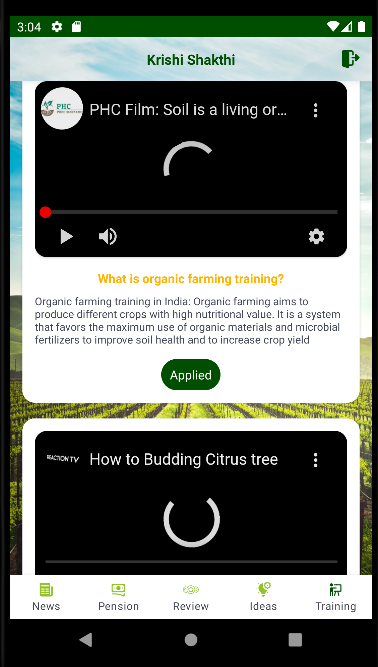 3:04
Krishi Shakthi
PHC
PHC Film: Soil is a living or...
What is organic farming training?
Organic farming training in India: Organic farming aims to
produce different crops with high nutritional value. It is a system
that favors the maximum use of organic materials and microbial
fertilizers to improve soil health and to increase crop yield
Applied
REACTION TV How to Budding Citrus tree
News Pension Review Ideas Training